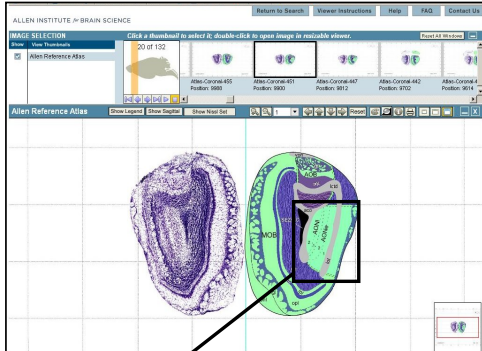 Return to Search Viewer Instructions Help FAQ Contact Us
ALLEN INSTITUTE for BRAIN SCIENCE
IMAGE SELECTION Click a thumbnail to select it; double-click to open image in resizable viewer. Reset All Windows
Show View Thumbnails
Allen Reference Atlas
20 of 132
Atlas-Coronal-455 Atlas-Coronal-451 Atlas-Coronal-447 Atlas-Coronal-442
Position: 9988 Position: 9900 Position: 9812 Position: 9702 Position: 9614
Allen Reference Atlas Show Legend Show Sagittal Show Nissl Set 1 Reset
AOB
MOB
AONl
AONe
opl